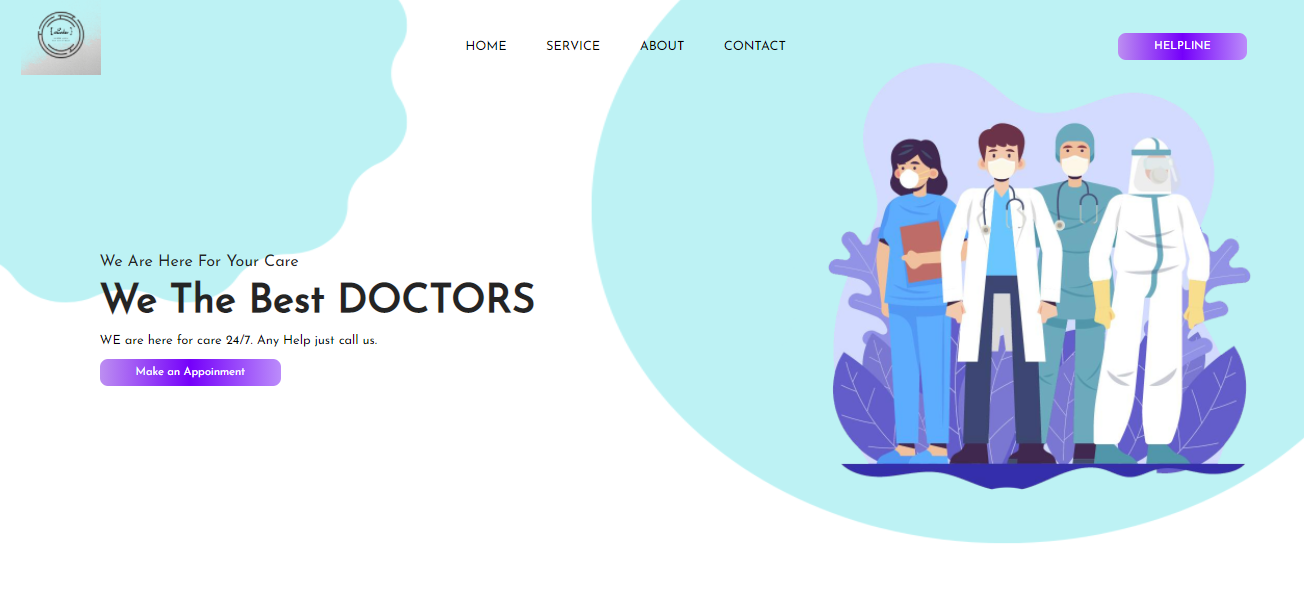 HOME SERVICE ABOUT CONTACT
HELPLINE
We Are Here For Your Care
We The Best DOCTORS
WE are here for care 24/7. Any Help just call us.
Make an Appoinment